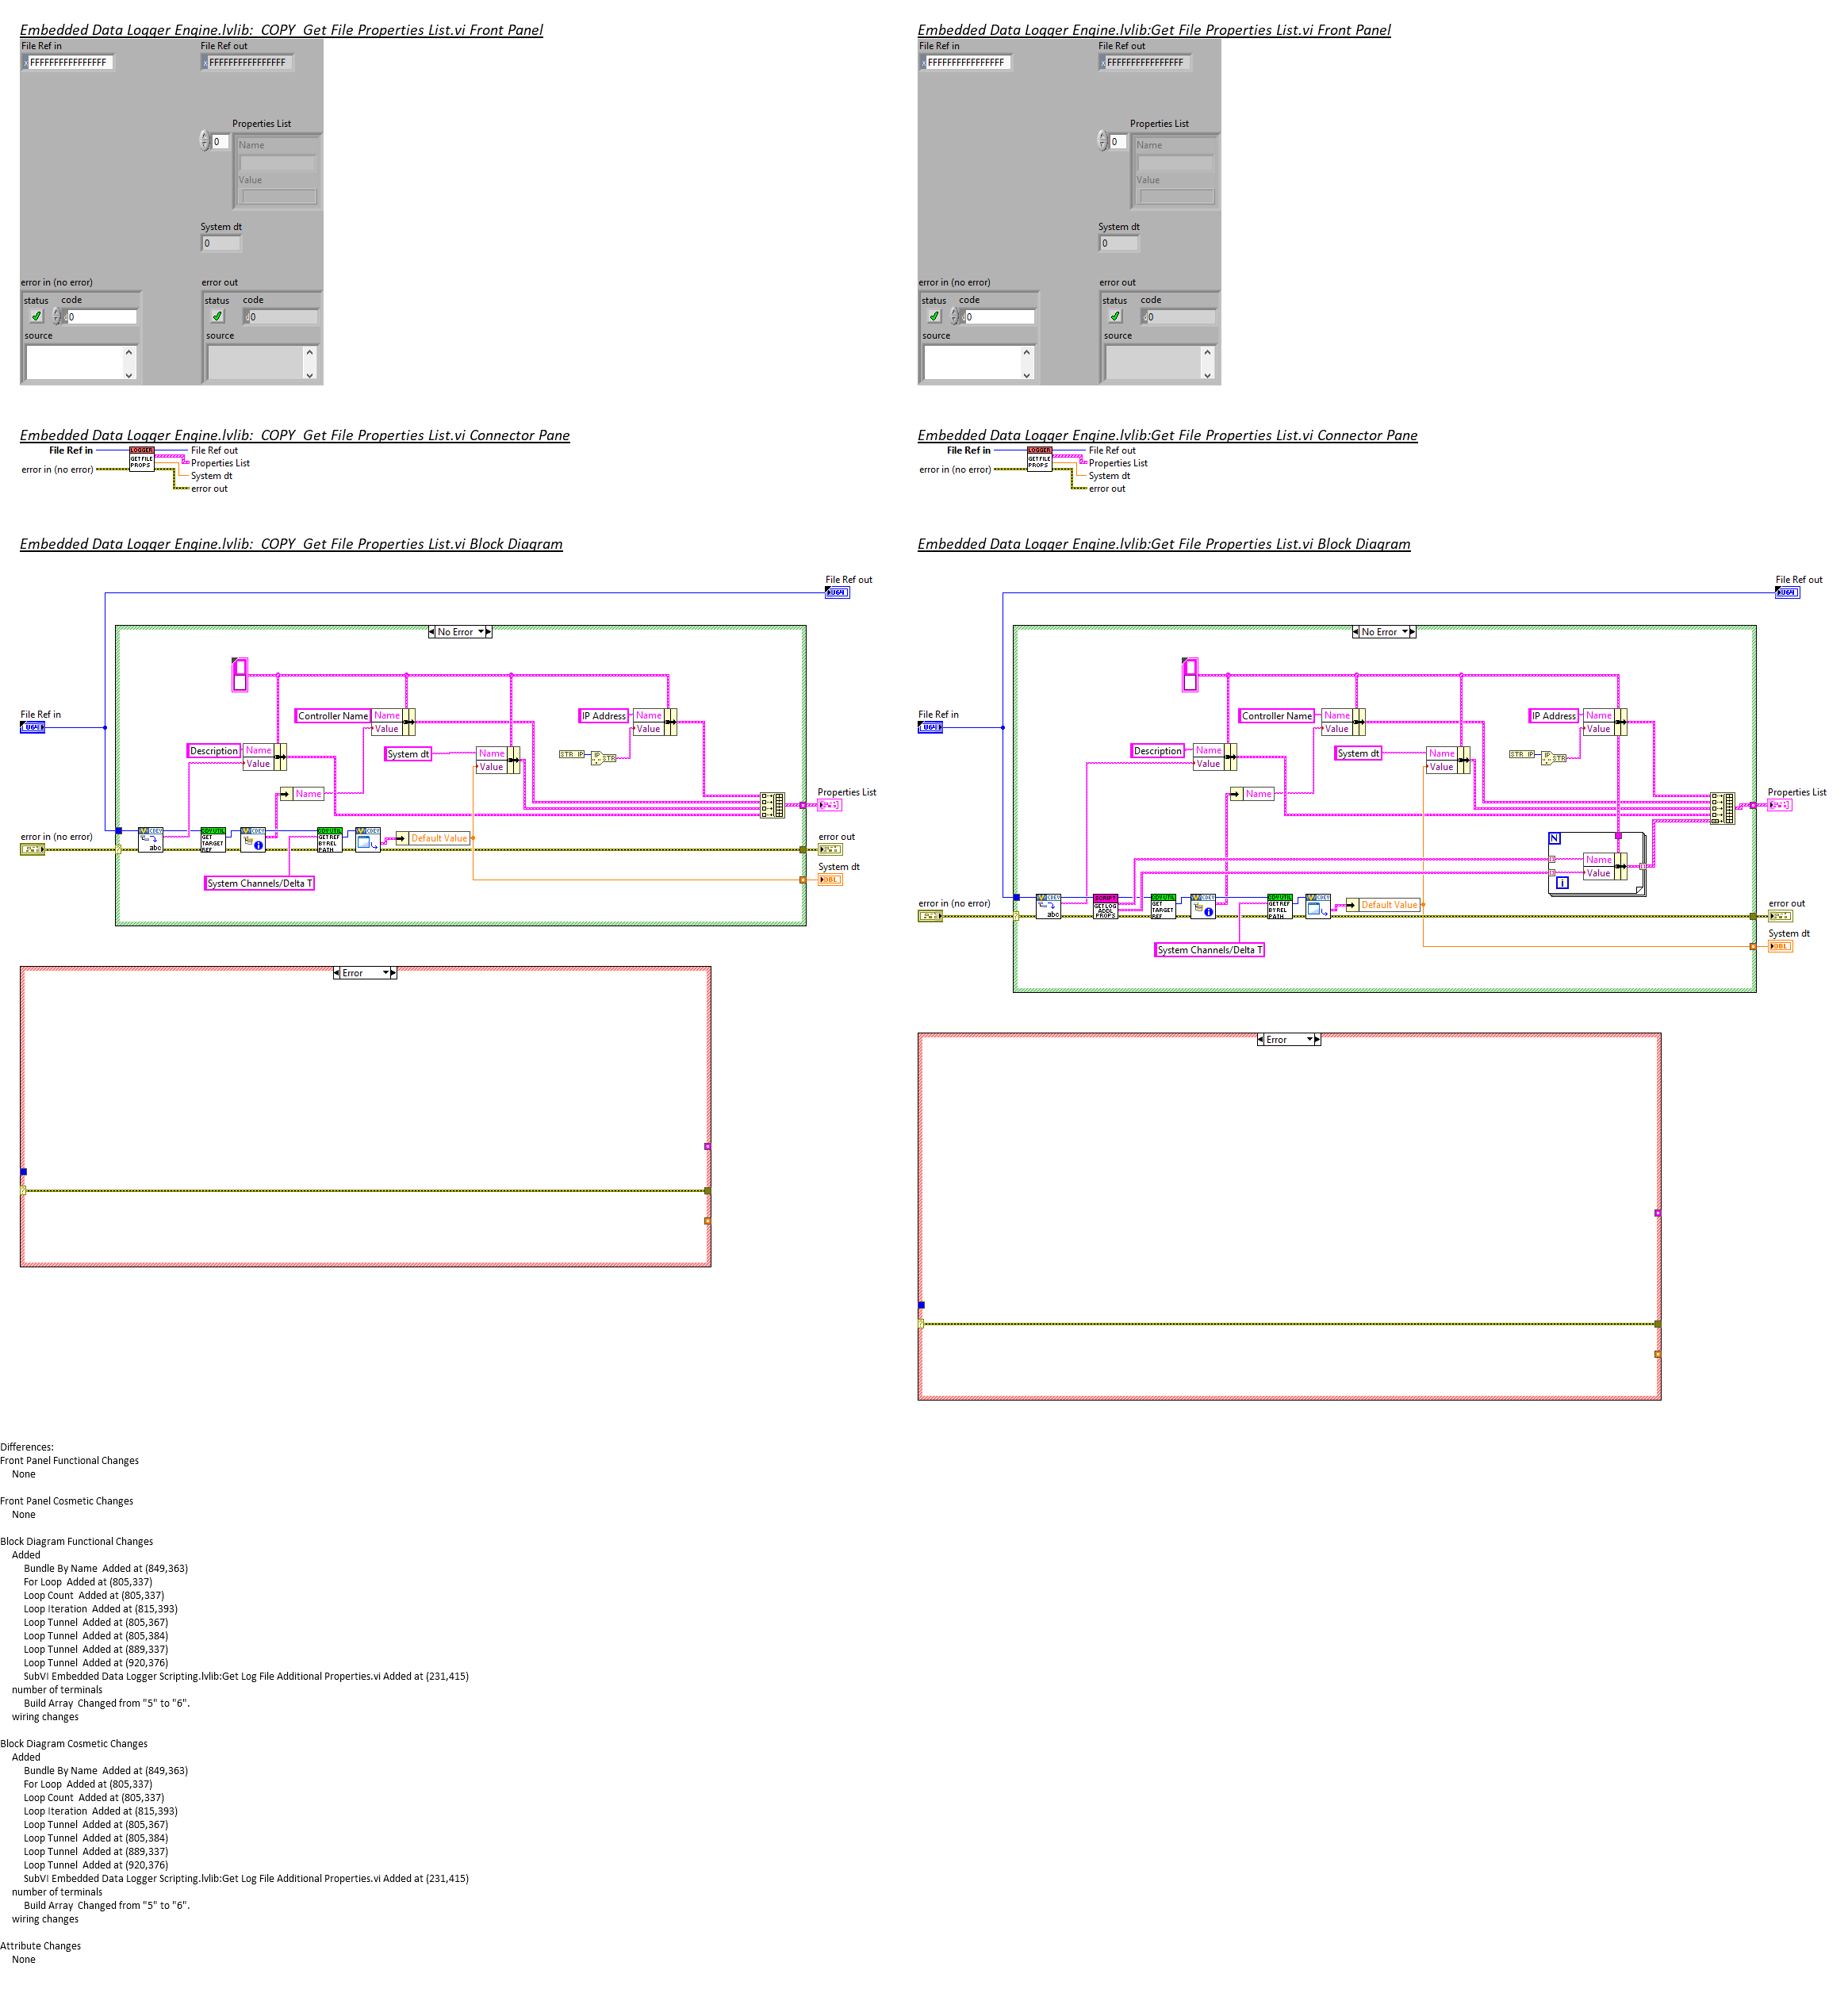 Embedded Data Logger Engine.lvlib:  COPY  Get File Properties List.vi Front Panel
File Ref in
File Ref out
FFFFFFFFFFFFFFFF
FFFFFFFFFFFFFFFF
Properties List
0
Name
Value
System dt
0
error in (no error)
error out
status code
status code
0
0
source
source
Embedded Data Logger Engine.lvlib:  COPY  Get File Properties List.vi Connector Pane
File Ref in
LOGGER
GETFILE
PROPS
File Ref out
Properties List
error in (no error)
System dt
error out
Embedded Data Logger Engine.lvlib:  COPY  Get File Properties List.vi Block Diagram
File Ref out
U64
No Error
File Ref in
U64
Controller Name
Name
Value
IP Address
Name
Value
Description
Name
Value
System dt
Name
Value
STR IP
IP
STR
Name
Properties List
error in (no error)
abc
GET
TARGET
REF
GETREF
BYREL
PATH
Default Value
error out
System dt
DBL
System Channels/Delta T
Error
Embedded Data Logger Engine.lvlib:Get File Properties List.vi Front Panel
File Ref in
File Ref out
FFFFFFFFFFFFFFFF
FFFFFFFFFFFFFFFF
Properties List
0
Name
Value
System dt
0
error in (no error)
error out
status code
status code
0
0
source
source
Embedded Data Logger Engine.lvlib:Get File Properties List.vi Connector Pane
File Ref in
LOGGER
GETFILE
PROPS
File Ref out
Properties List
error in (no error)
System dt
error out
Embedded Data Logger Engine.lvlib:Get File Properties List.vi Block Diagram
File Ref out
U64
No Error
File Ref in
U64
Controller Name
Name
Value
IP Address
Name
Value
Description
Name
Value
System dt
Name
Value
STR IP
IP
STR
Name
Properties List
N
Name
Value
i
error in (no error)
abc
SCRIPT
GETLOG
ADDL
PROPS
GET
TARGET
REF
GETREF
BYREL
PATH
Default Value
error out
System dt
DBL
System Channels/Delta T
Error
Differences:
Front Panel Functional Changes
None
Front Panel Cosmetic Changes
None
Block Diagram Functional Changes
Added
Bundle By Name  Added at (849,363)
For Loop  Added at (805,337)
Loop Count  Added at (805,337)
Loop Iteration  Added at (815,393)
Loop Tunnel  Added at (805,367)
Loop Tunnel  Added at (805,384)
Loop Tunnel  Added at (889,337)
Loop Tunnel  Added at (920,376)
SubVI Embedded Data Logger Scripting.lvlib:Get Log File Additional Properties.vi Added at (231,415)
number of terminals
Build Array  Changed from "5" to "6".
wiring changes
Block Diagram Cosmetic Changes
Added
Bundle By Name  Added at (849,363)
For Loop  Added at (805,337)
Loop Count  Added at (805,337)
Loop Iteration  Added at (815,393)
Loop Tunnel  Added at (805,367)
Loop Tunnel  Added at (805,384)
Loop Tunnel  Added at (889,337)
Loop Tunnel  Added at (920,376)
SubVI Embedded Data Logger Scripting.lvlib:Get Log File Additional Properties.vi Added at (231,415)
number of terminals
Build Array  Changed from "5" to "6".
wiring changes
Attribute Changes
None